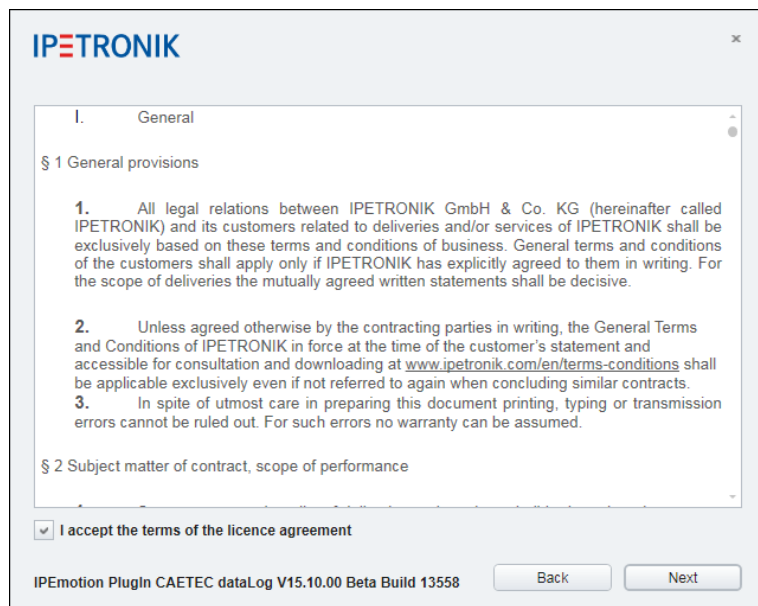 IPETRONIK
I. General
§ 1 General provisions
1. All legal relations between IPETRONIK GmbH & Co. KG (hereinafter called
IPETRONIK) and its customers related to deliveries and/or services of IPETRONIK shall be
exclusively based on these terms and conditions of business. General terms and conditions
of the customers shall apply only if IPETRONIK has explicitly agreed to them in writing. For
the scope of deliveries the mutually agreed written statements shall be decisive.
2. Unless agreed otherwise by the contracting parties in writing, the General Terms
and Conditions of IPETRONIK in force at the time of the customer's statement and
accessible for consultation and downloading at www.ipetronik.com/en/terms-conditions shall
be applicable exclusively even if not referred to again when concluding similar contracts.
3. In spite of utmost care in preparing this document printing, typing or transmission
errors cannot be ruled out. For such errors no warranty can be assumed.
§ 2 Subject matter of contract, scope of performance
I accept the terms of the licence agreement
IPEmotion PlugIn CAETEC dataLog V15.10.00 Beta Build 13558
Back
Next